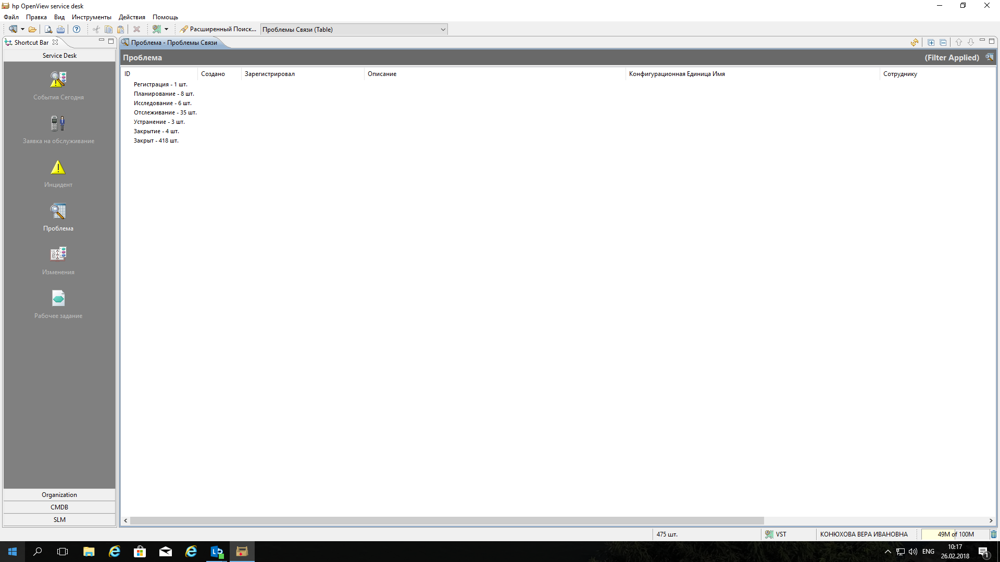 hp OpenView service desk
Файл Правка Вид Инструменты Действия Помощь
Расширенный Поиск... Проблемы Связи (Table)
Shortcut Bar
Проблема - Проблемы Связи
Service Desk
Проблема (Filter Applied)
ID Создано Зарегистрировал Описание Конфигурационная Единица Имя Сотруднику
Регистрация - 1 шт.
Планирование - 8 шт.
Исследование - 6 шт.
Отслеживание - 35 шт.
Устранение - 3 шт.
Закрытие - 4 шт.
Закрыт - 418 шт.
События Сегодня
Заявка на обслуживание
Инцидент
Проблема
Изменения
Рабочее задание
Organization
CMDB
SLM
475 шт. VST КОНЮХОВА ВЕРА ИВАНОВНА 49M of 100M
ENG 10:17
26.02.2018
1